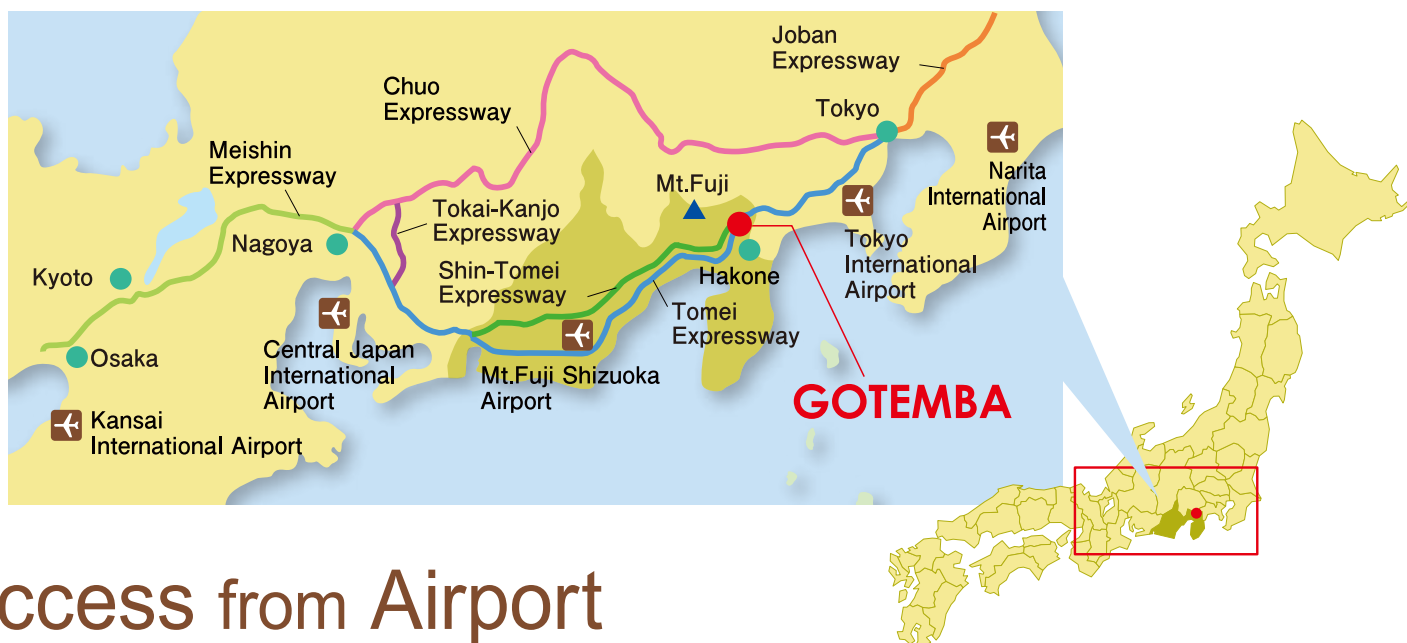 Joban
Expressway
Chuo
Expressway
Tokyo
Meishin
Expressway
Narita
International
Airport
Mt.Fuji
Tokai-Kanjo
Expressway
Nagoya
Tokyo
International
Airport
Kyoto
Shin-Tomei
Expressway
Hakone
Tomei
Expressway
Osaka
Central Japan
International
Airport
Mt.Fuji Shizuoka
Airport
GOTEMBA
Kansai
International Airport
ccess from Airport